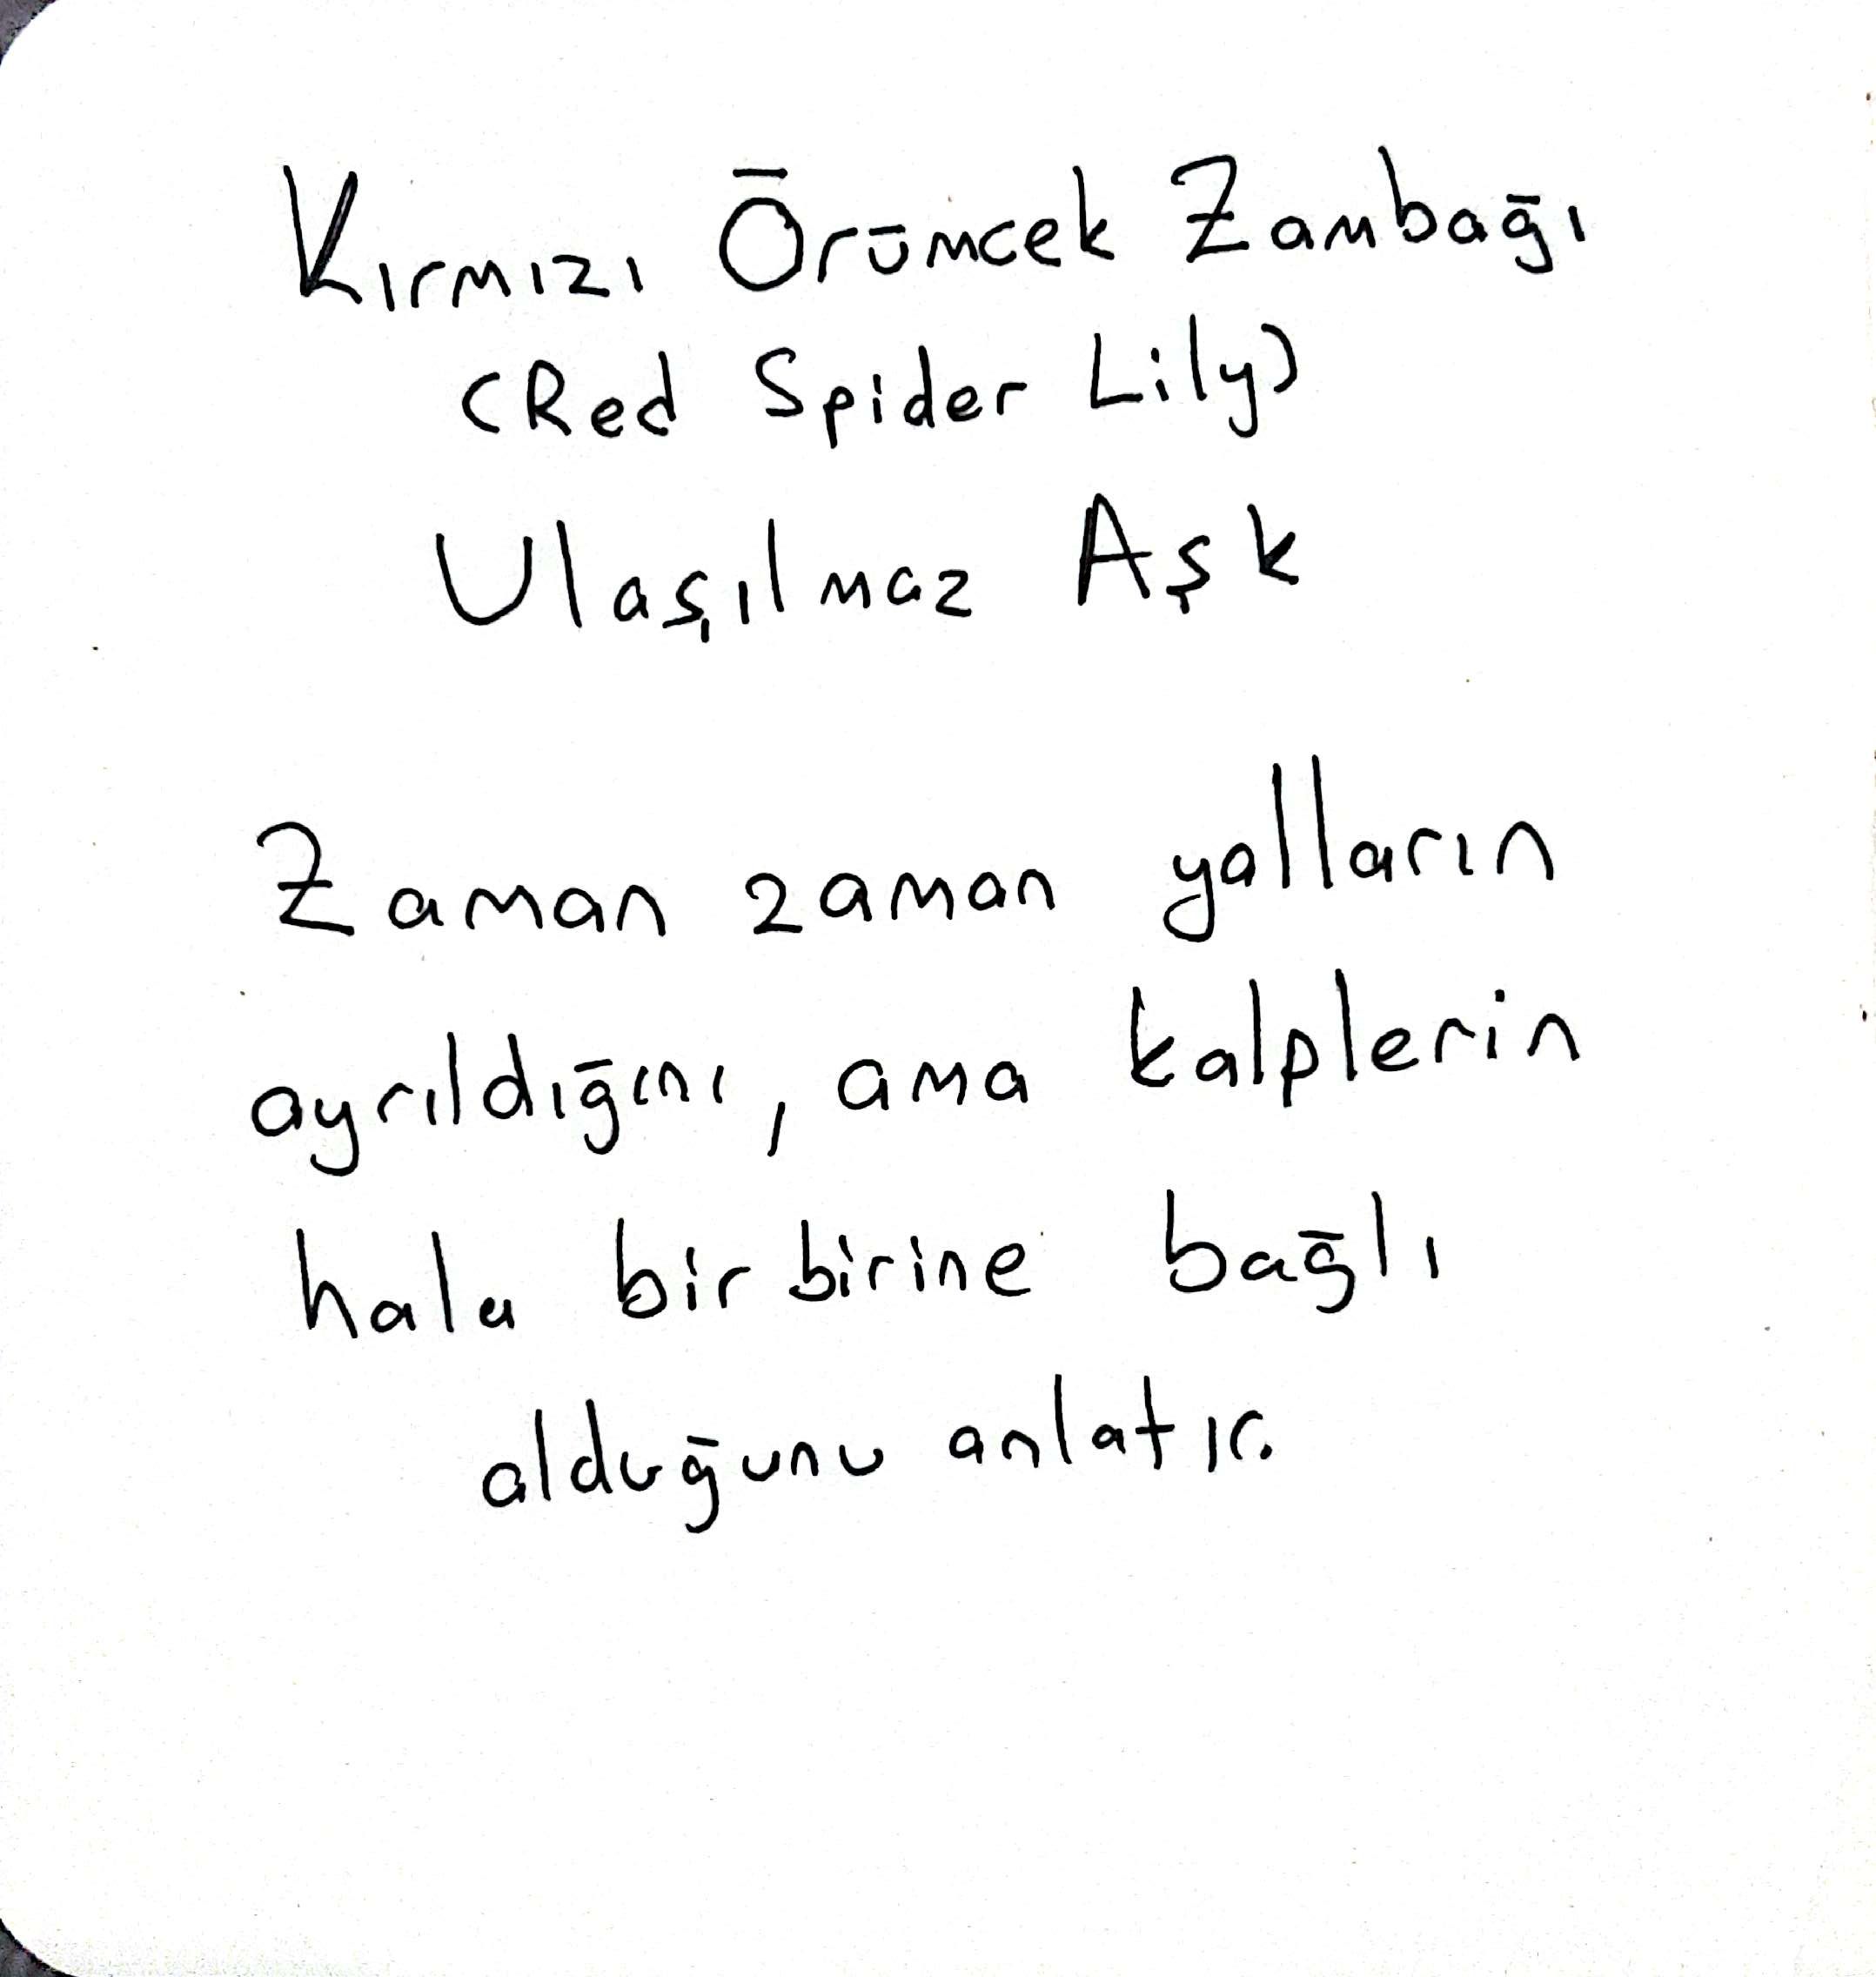 Kırmızı Örümcek Zambağı
(Red Spider Lily)
Ulaşılmaz Aşk
Zaman zaman yolların
ayrıldığını, ama kalplerin
hala birbirine bağlı
olduğunu anlatır.